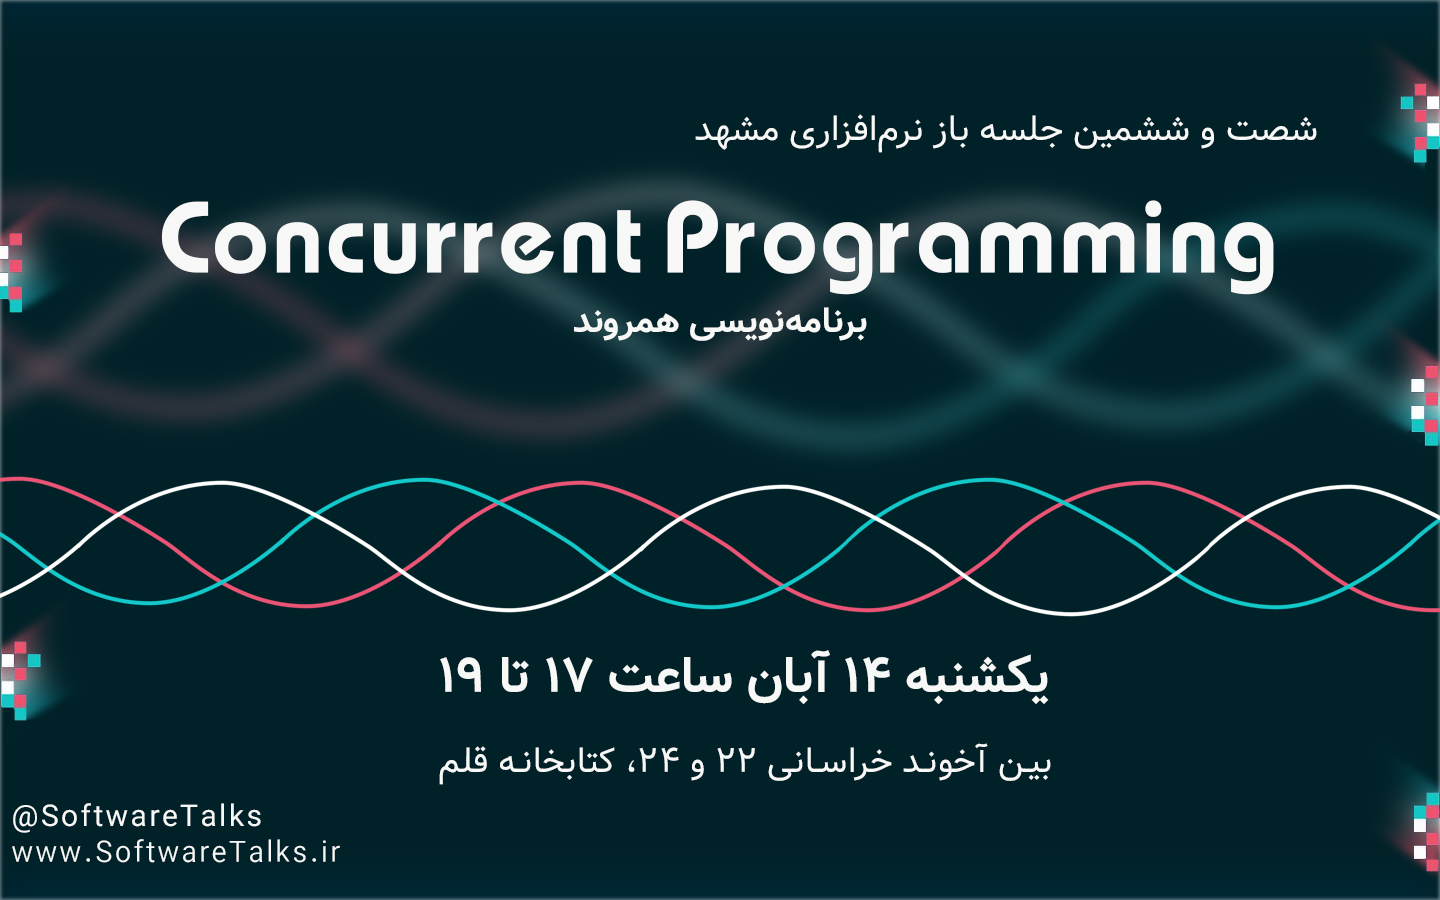 شصت و ششمین جلسه باز نرم‌افزاری مشهد
Concurrent Programming
برنامه‌نویسی همروند
یکشنبه ۱۴ آبان ساعت ۱۷ تا ۱۹
بین آخوند خراسانی ۲۲ و ۲۴، کتابخانه قلم
@SoftwareTalks
www.SoftwareTalks.ir